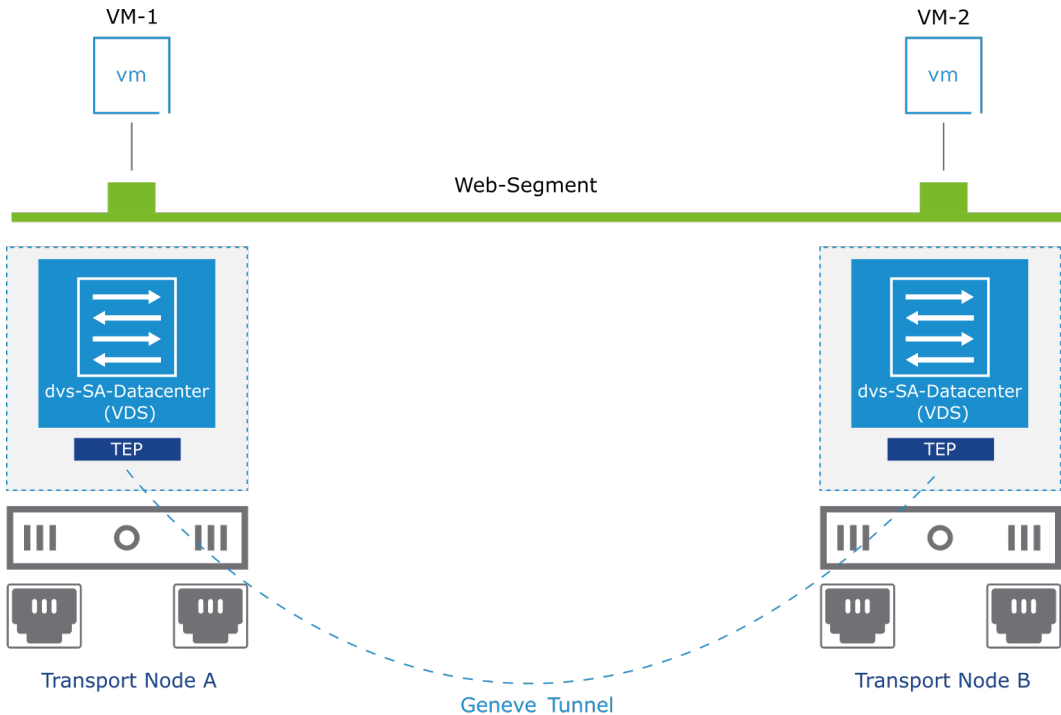 VM-1
VM-2
vm
vm
Web-Segment
dvs-SA-Datacenter
(VDS)
TEP
dvs-SA-Datacenter
(VDS)
TEP
Transport Node A
Transport Node B
Geneve Tunnel